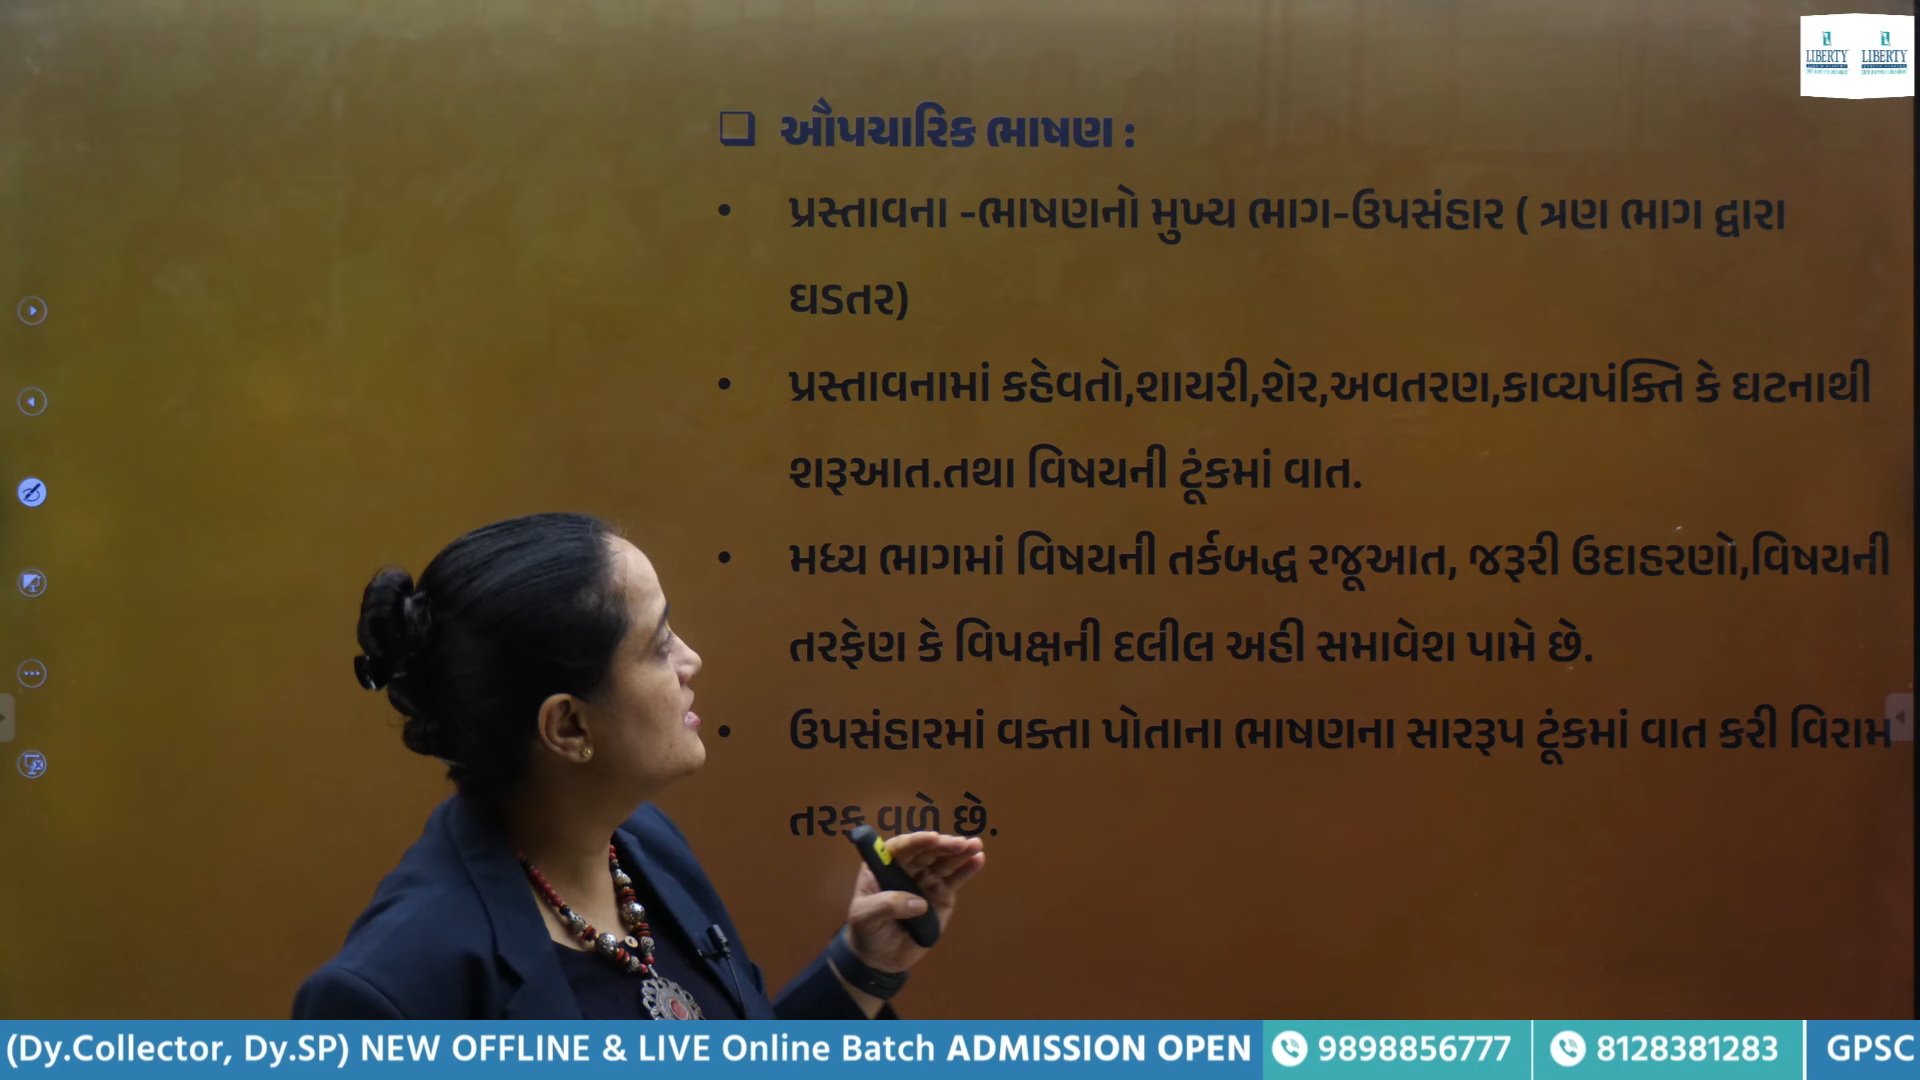 LIBERTY LIBERTY
❑ ઔપચારિક ભાષણ :
• પ્રસ્તાવના -ભાષણનો મુખ્ય ભાગ-ઉપસંહાર ( ત્રણ ભાગ દ્વારા
ઘડતર)
• પ્રસ્તાવનામાં કહેવતો,શાયરી,શેર,અવતરણ,કાવ્યપંક્તિ કે ઘટનાથી
શરૂઆત.તથા વિષયની ટૂંકમાં વાત.
• મધ્ય ભાગમાં વિષયની તર્કબદ્ધ રજૂઆત, જરૂરી ઉદાહરણો,વિષયની
તરફેણ કે વિપક્ષની દલીલ અહી સમાવેશ પામે છે.
• ઉપસંહારમાં વક્તા પોતાના ભાષણના સારરૂપ ટૂંકમાં વાત કરી વિરામ
તરફ વળે છે.
(Dy.Collector, Dy.SP) NEW OFFLINE & LIVE Online Batch ADMISSION OPEN 9898856777 8128381283 GPSC